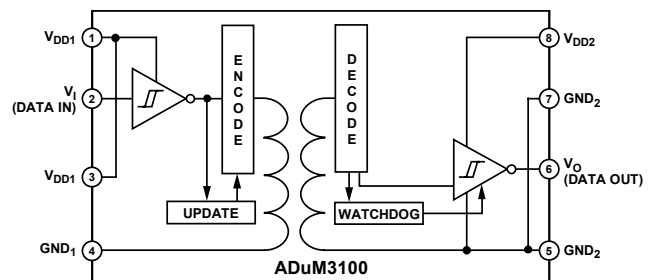 VDD1 1
VI 2
(DATA IN)
VDD1 3
GND1 4
ENCODE
UPDATE
DECODE
WATCHDOG
8 VDD2
7 GND2
6 VO
(DATA OUT)
5 GND2
ADuM3100